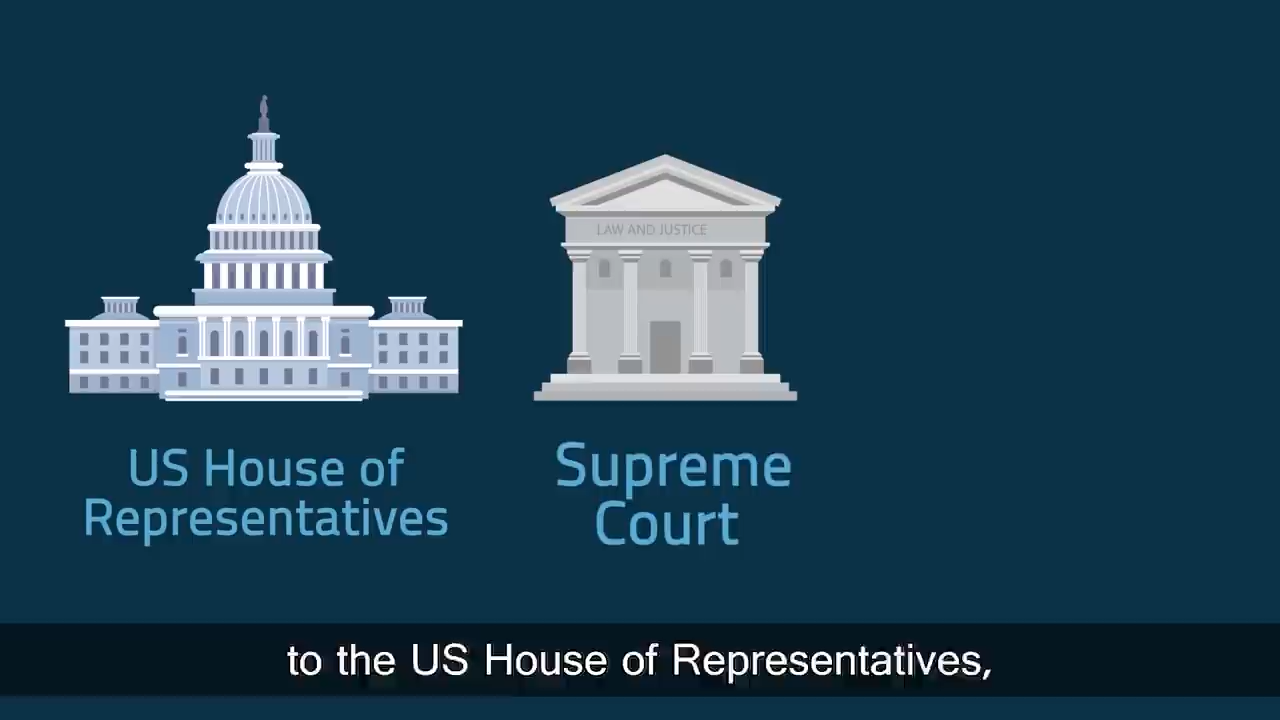 LAW AND JUSTICE
US House of
Representatives
Supreme
Court
to the US House of Representatives,